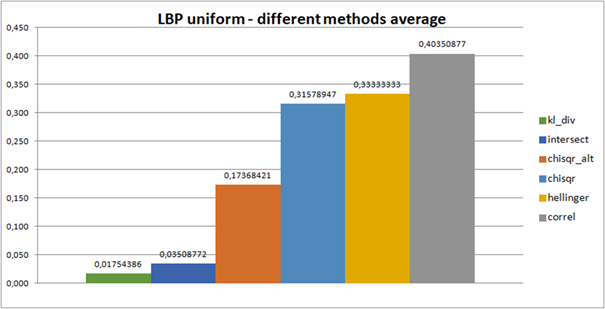 LBP uniform - different methods average
0,450
0,400
0,350
0,300
0,250
0,200
0,150
0,100
0,050
0,000
0,01754386
0,03508772
0,17368421
0,31578947
0,33333333
0,40350877
kl_div
intersect
chisqr_alt
chisqr
hellinger
correl